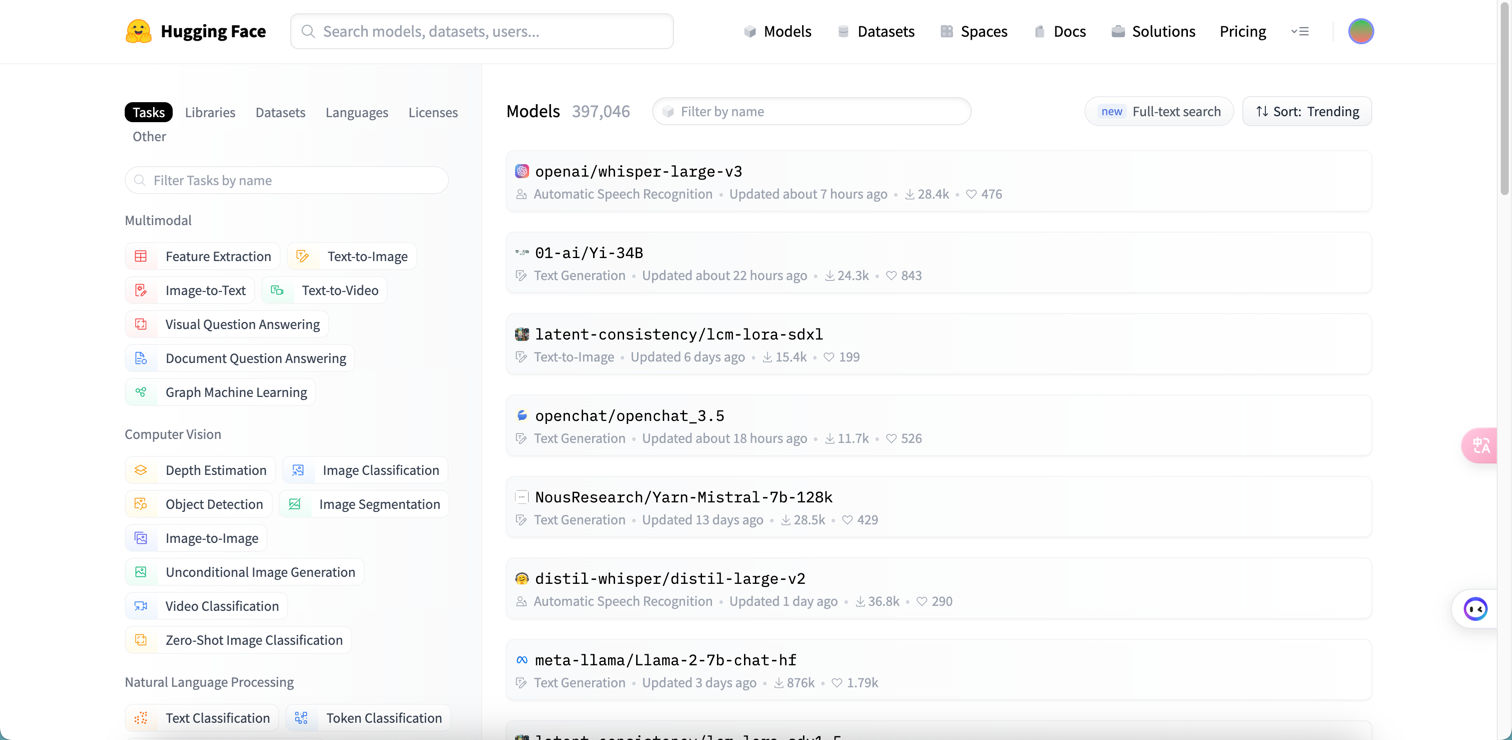 Hugging Face
Search models, datasets, users...
Models
Datasets
Spaces
Docs
Solutions
Pricing
Tasks
Libraries
Datasets
Languages
Licenses
Other
Filter Tasks by name
Multimodal
Feature Extraction
Text-to-Image
Image-to-Text
Text-to-Video
Visual Question Answering
Document Question Answering
Graph Machine Learning
Computer Vision
Depth Estimation
Image Classification
Object Detection
Image Segmentation
Image-to-Image
Unconditional Image Generation
Video Classification
Zero-Shot Image Classification
Natural Language Processing
Text Classification
Token Classification
Models 397,046
Filter by name
new Full-text search
Sort: Trending
openai/whisper-large-v3
Automatic Speech Recognition • Updated about 7 hours ago • 28.4k • 476
01-ai/Yi-34B
Text Generation • Updated about 22 hours ago • 24.3k • 843
latent-consistency/lcm-lora-sdxl
Text-to-Image • Updated 6 days ago • 15.4k • 199
openchat/openchat_3.5
Text Generation • Updated about 18 hours ago • 11.7k • 526
NousResearch/Yarn-Mistral-7b-128k
Text Generation • Updated 13 days ago • 28.5k • 429
distil-whisper/distil-large-v2
Automatic Speech Recognition • Updated 1 day ago • 36.8k • 290
meta-llama/Llama-2-7b-chat-hf
Text Generation • Updated 3 days ago • 876k • 1.79k